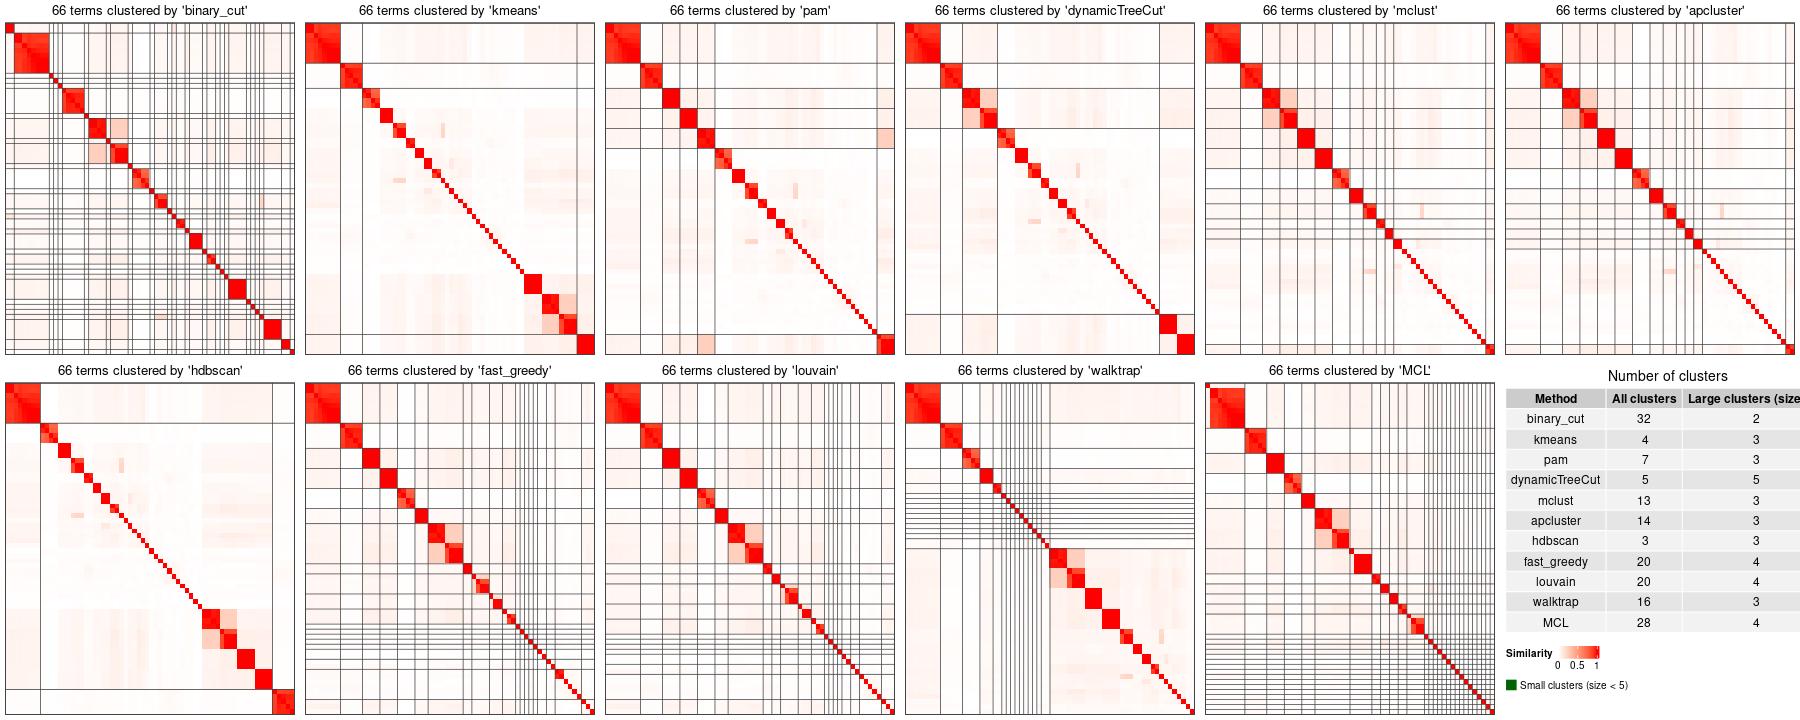 66 terms clustered by 'binary_cut'
66 terms clustered by 'kmeans'
66 terms clustered by 'pam'
66 terms clustered by 'dynamicTreeCut'
66 terms clustered by 'mclust'
66 terms clustered by 'apcluster'
66 terms clustered by 'hdbscan'
66 terms clustered by 'fast_greedy'
66 terms clustered by 'louvain'
66 terms clustered by 'walktrap'
66 terms clustered by 'MCL'
Number of clusters
Method All clusters Large clusters (size
binary_cut 32 2
kmeans 4 3
pam 7 3
dynamicTreeCut 5 5
mclust 13 3
apcluster 14 3
hdbscan 3 3
fast_greedy 20 4
louvain 20 4
walktrap 16 3
MCL 28 4
Similarity
0 0.5 1
Small clusters (size < 5)